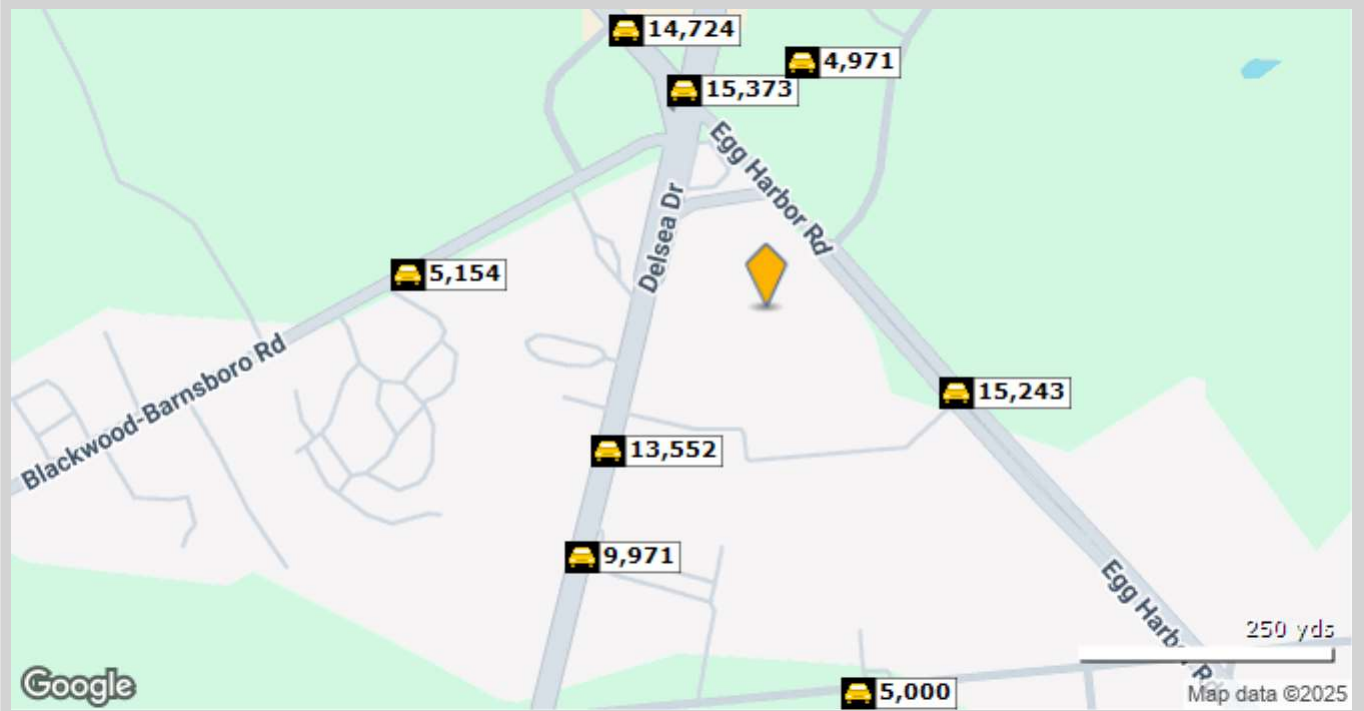 14,724
4,971
15,373
Egg Harbor Rd
Delsea Dr
5,154
Blackwood-Barnsboro Rd
15,243
13,552
9,971
Egg Harbor Rd
250 yds
5,000
Google
Map data ©2025